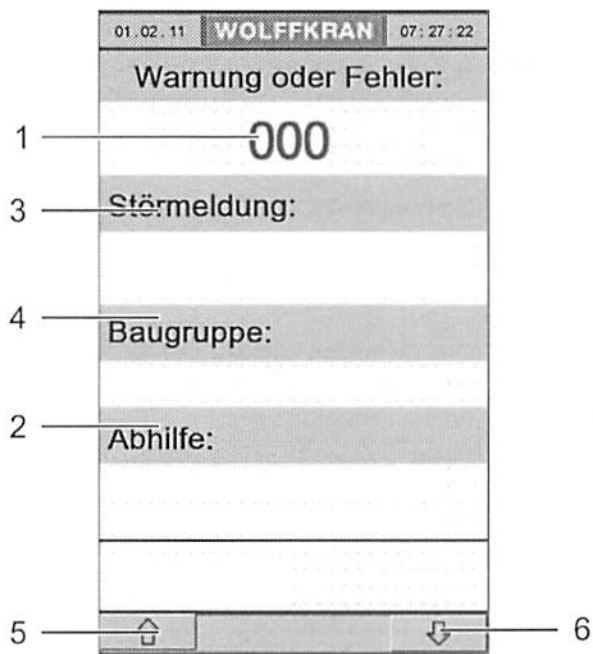 01.02.11 WOLFFKRAN 07:27:22
Warnung oder Fehler:
1 000
3 Störmeldung:
4
Baugruppe:
2
Abhilfe:
5 6